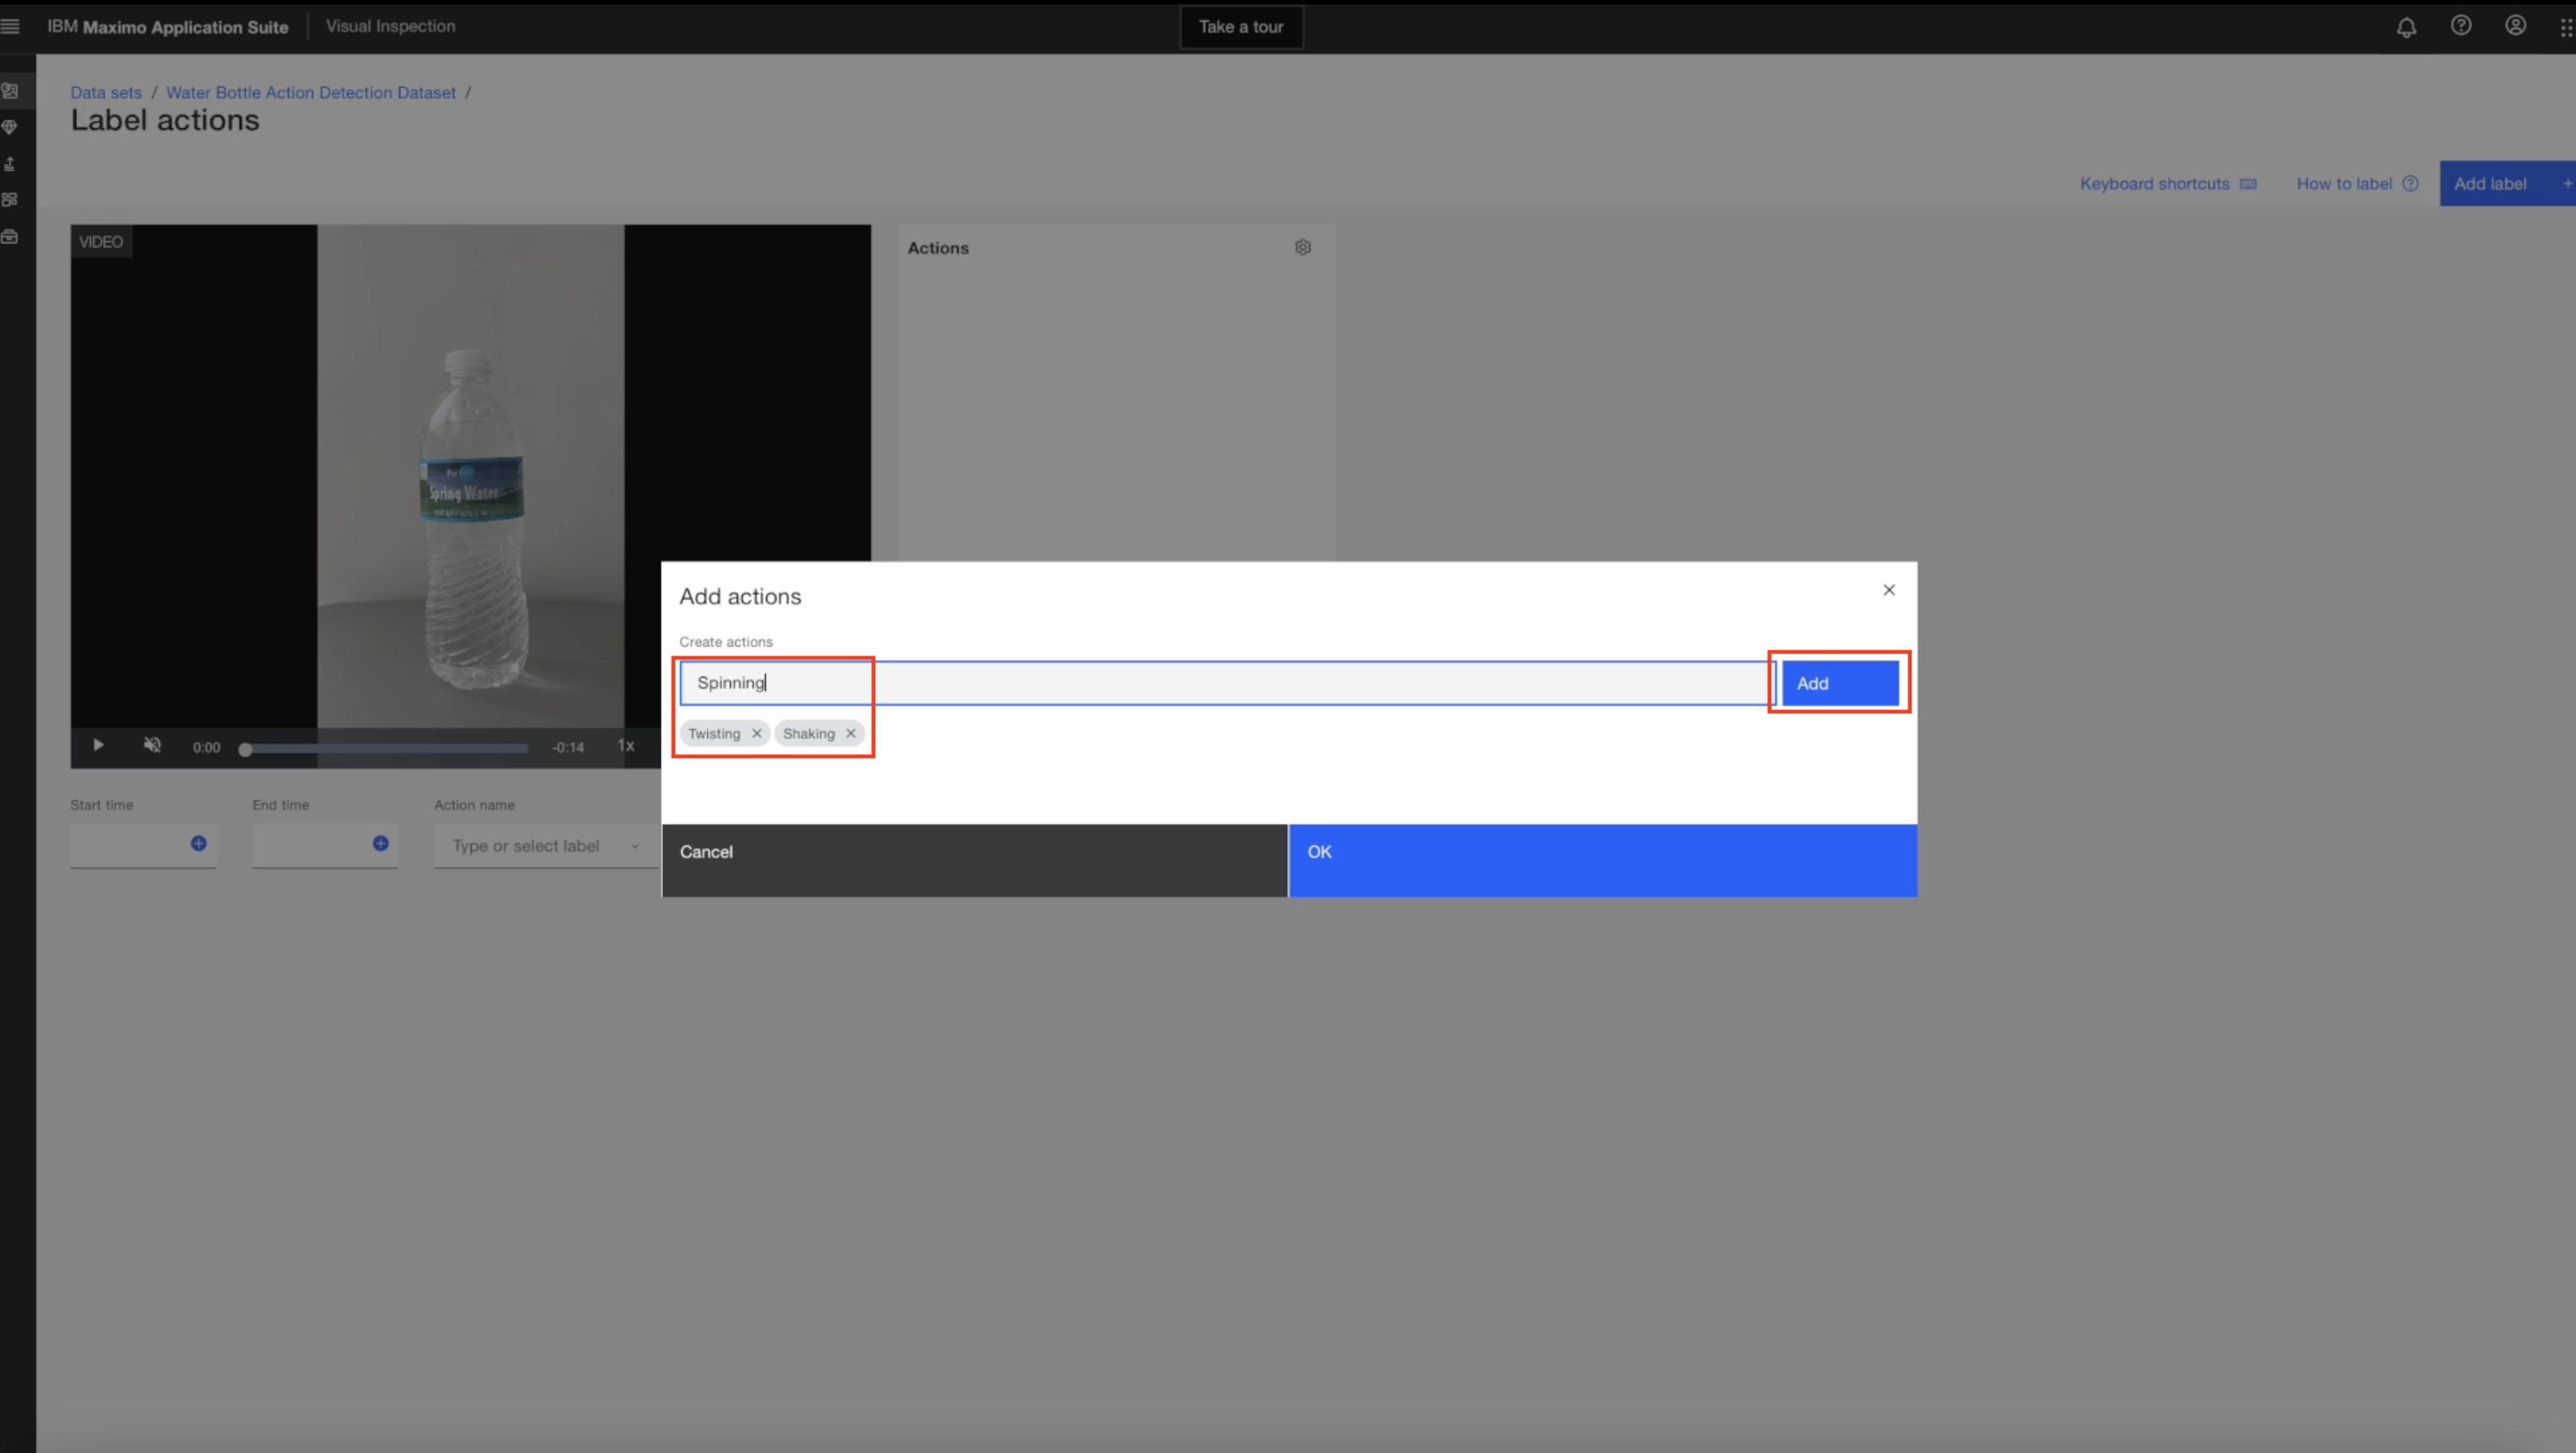 IBM Maximo Application Suite Visual Inspection Take a tour
Data sets / Water Bottle Action Detection Dataset /
Label actions
Keyboard shortcuts How to label Add label +
VIDEO
Actions
Spring Water
Add actions
Create actions
Spinning Add
Twisting Shaking
0:00 -0:14 1x
Start time End time Action name
Type or select label
Cancel OK